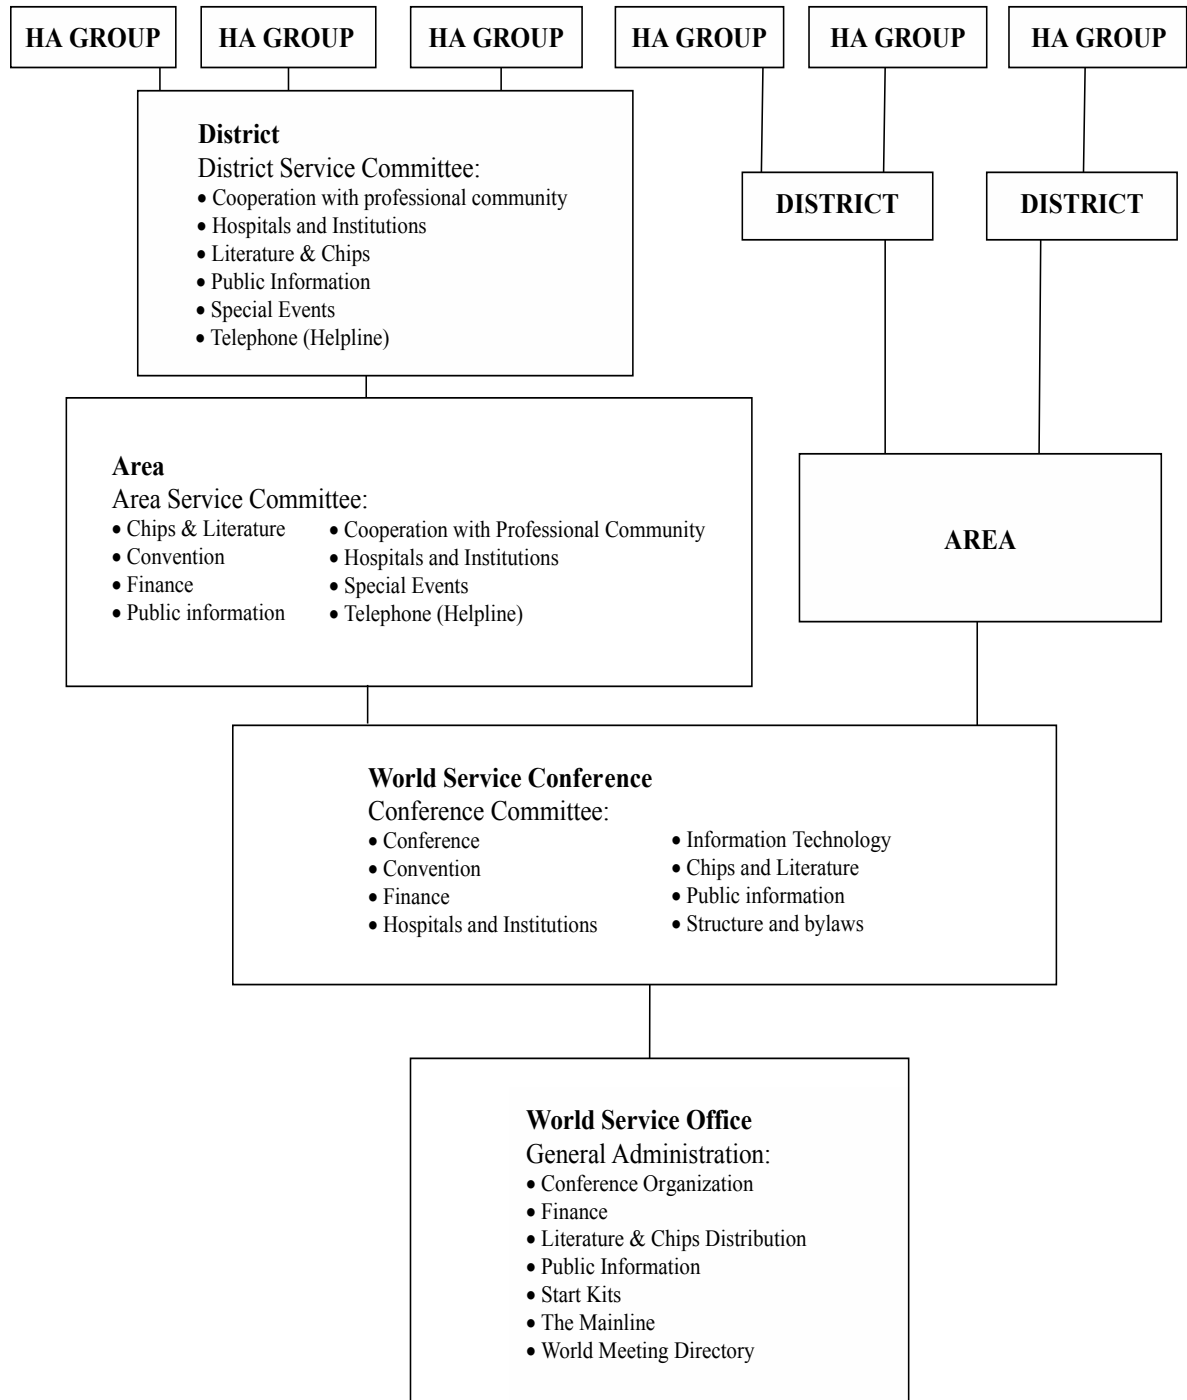 HA GROUP HA GROUP HA GROUP HA GROUP HA GROUP HA GROUP
District
District Service Committee:
• Cooperation with professional community
• Hospitals and Institutions
• Literature & Chips
• Public Information
• Special Events
• Telephone (Helpline)
DISTRICT
DISTRICT
Area
Area Service Committee:
• Chips & Literature
• Convention
• Finance
• Public information
• Cooperation with Professional Community
• Hospitals and Institutions
• Special Events
• Telephone (Helpline)
AREA
World Service Conference
Conference Committee:
• Conference
• Convention
• Finance
• Hospitals and Institutions
• Information Technology
• Chips and Literature
• Public information
• Structure and bylaws
World Service Office
General Administration:
• Conference Organization
• Finance
• Literature & Chips Distribution
• Public Information
• Start Kits
• The Mainline
• World Meeting Directory